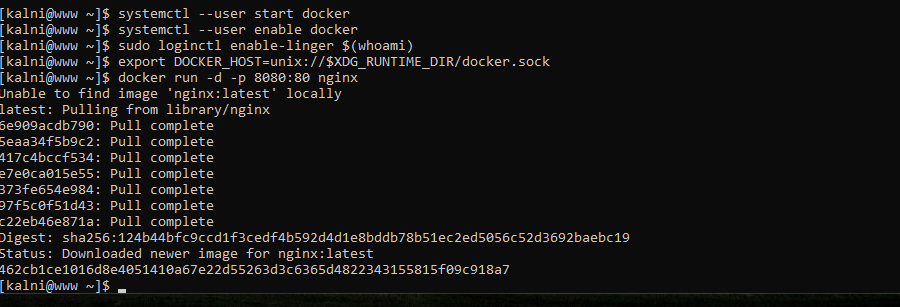 [kalni@www ~]$ systemctl --user start docker
[kalni@www ~]$ systemctl --user enable docker
[kalni@www ~]$ sudo loginctl enable-linger $(whoami)
[kalni@www ~]$ export DOCKER_HOST=unix://$XDG_RUNTIME_DIR/docker.sock
[kalni@www ~]$ docker run -d -p 8080:80 nginx
Unable to find image 'nginx:latest' locally
latest: Pulling from library/nginx
6e909acdb790: Pull complete
5eaa34f5b9c2: Pull complete
417c4bccf534: Pull complete
e7e0ca015e55: Pull complete
373fe654e984: Pull complete
97f5c0f51d43: Pull complete
c22eb46e871a: Pull complete
Digest: sha256:124b44bfc9ccd1f3cedf4b592d4d1e8bddb78b51ec2ed5056c52d3692baebc19
Status: Downloaded newer image for nginx:latest
462cb1ce1016d8e4051410a67e22d55263d3c6365d4822343155815f09c918a7
[kalni@www ~]$